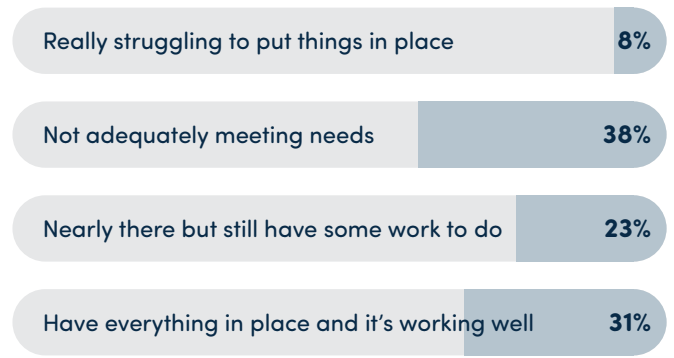 Really struggling to put things in place 8%
Not adequately meeting needs 38%
Nearly there but still have some work to do 23%
Have everything in place and it’s working well 31%